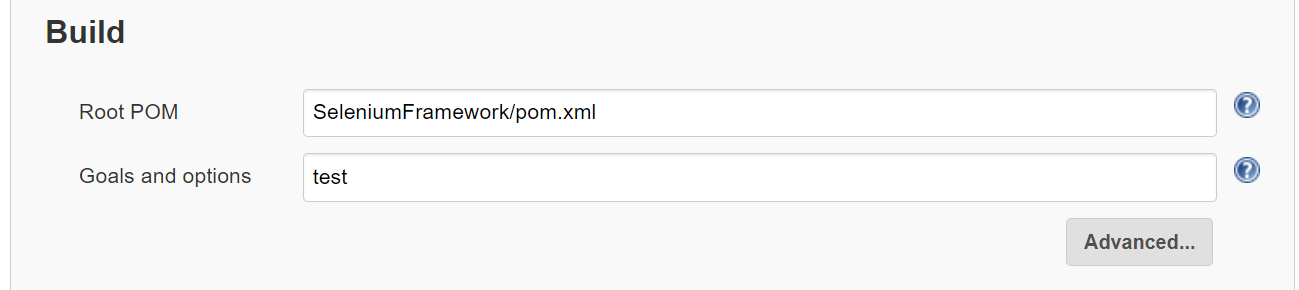 Build
Root POM SeleniumFramework/pom.xml ?
Goals and options test ?
Advanced...